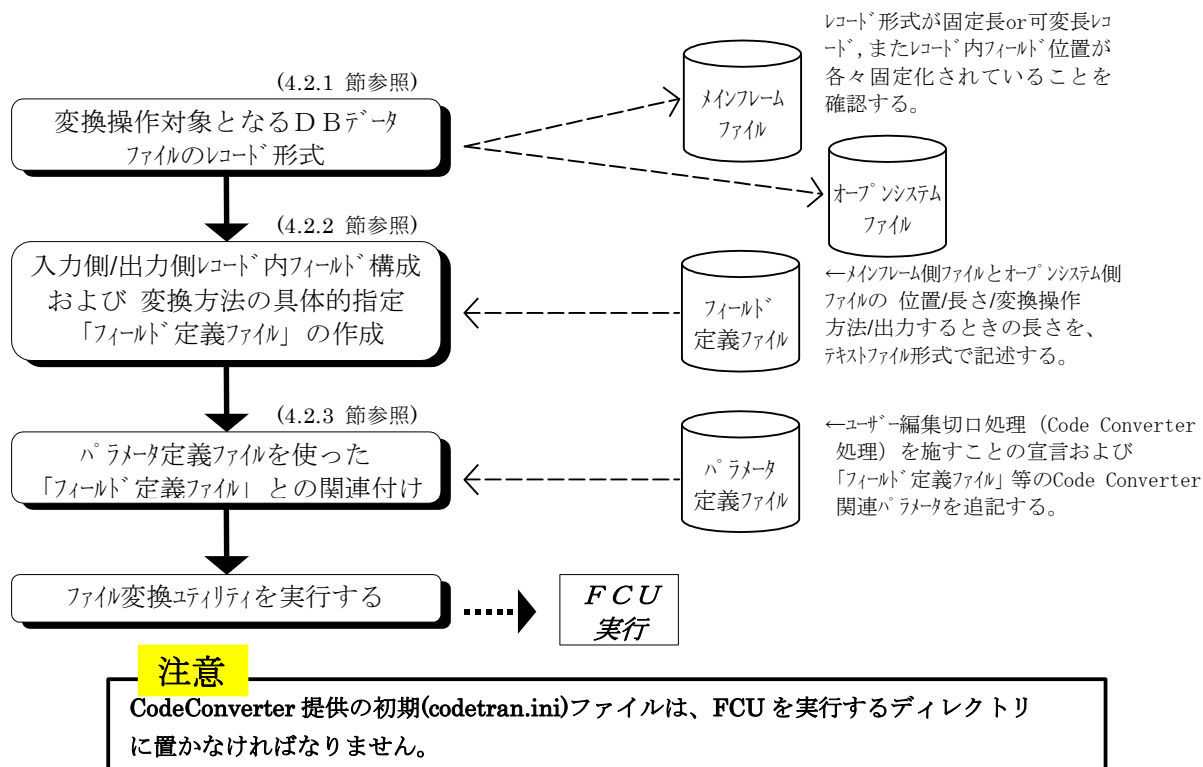 (4.2.1 節参照)
変換操作対象となるＤＢﾃﾞｰﾀ
ﾌｧｲﾙのﾚｺｰﾄﾞ形式
ﾒｲﾝﾌﾚｰﾑ
ﾌｧｲﾙ
ﾚｺｰﾄﾞ形式が固定長or可変長ﾚｺ
ｰﾄﾞ,またﾚｺｰﾄﾞ内ﾌｨｰﾙﾄﾞ位置が
各々固定化されていることを
確認する。
ｵｰﾌﾟﾝｼｽﾃﾑ
ﾌｧｲﾙ
(4.2.2 節参照)
入力側/出力側ﾚｺｰﾄﾞ内ﾌｨｰﾙﾄﾞ構成
および 変換方法の具体的指定
「ﾌｨｰﾙﾄﾞ定義ﾌｧｲﾙ」の作成
ﾌｨｰﾙﾄﾞ
定義ﾌｧｲﾙ
←ﾒｲﾝﾌﾚｰﾑ側ﾌｧｲﾙとｵｰﾌﾟﾝｼｽﾃﾑ側
ﾌｧｲﾙの 位置/長さ/変換操作
方法/出力するときの長さを、
ﾃｷｽﾄﾌｧｲﾙ形式で記述する。
(4.2.3 節参照)
ﾊﾟﾗﾒｰﾀ定義ﾌｧｲﾙを使った
「ﾌｨｰﾙﾄﾞ定義ﾌｧｲﾙ」との関連付け
ﾊﾟﾗﾒｰﾀ
定義ﾌｧｲﾙ
←ﾕｰｻﾞｰ編集切口処理（Code Converter
処理）を施すことの宣言および
「ﾌｨｰﾙﾄﾞ定義ﾌｧｲﾙ」等のCode Converter
関連ﾊﾟﾗﾒｰﾀを追記する。
ﾌｧｲﾙ変換ﾕﾃｨﾘﾃｨを実行する
ＦＣＵ
実行
注意
CodeConverter 提供の初期(codetran.ini)ファイルは、FCU を実行するディレクトリ
に置かなければなりません。